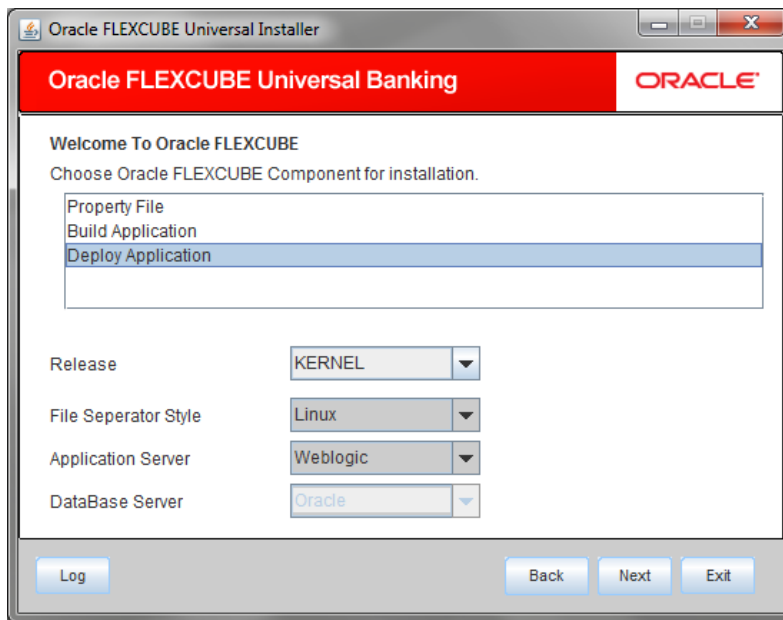 Oracle FLEXCUBE Universal Installer
Oracle FLEXCUBE Universal Banking
ORACLE
Welcome To Oracle FLEXCUBE
Choose Oracle FLEXCUBE Component for installation.
Property File
Build Application
Deploy Application
Release KERNEL
File Seperator Style Linux
Application Server Weblogic
DataBase Server Oracle
Log Back Next Exit